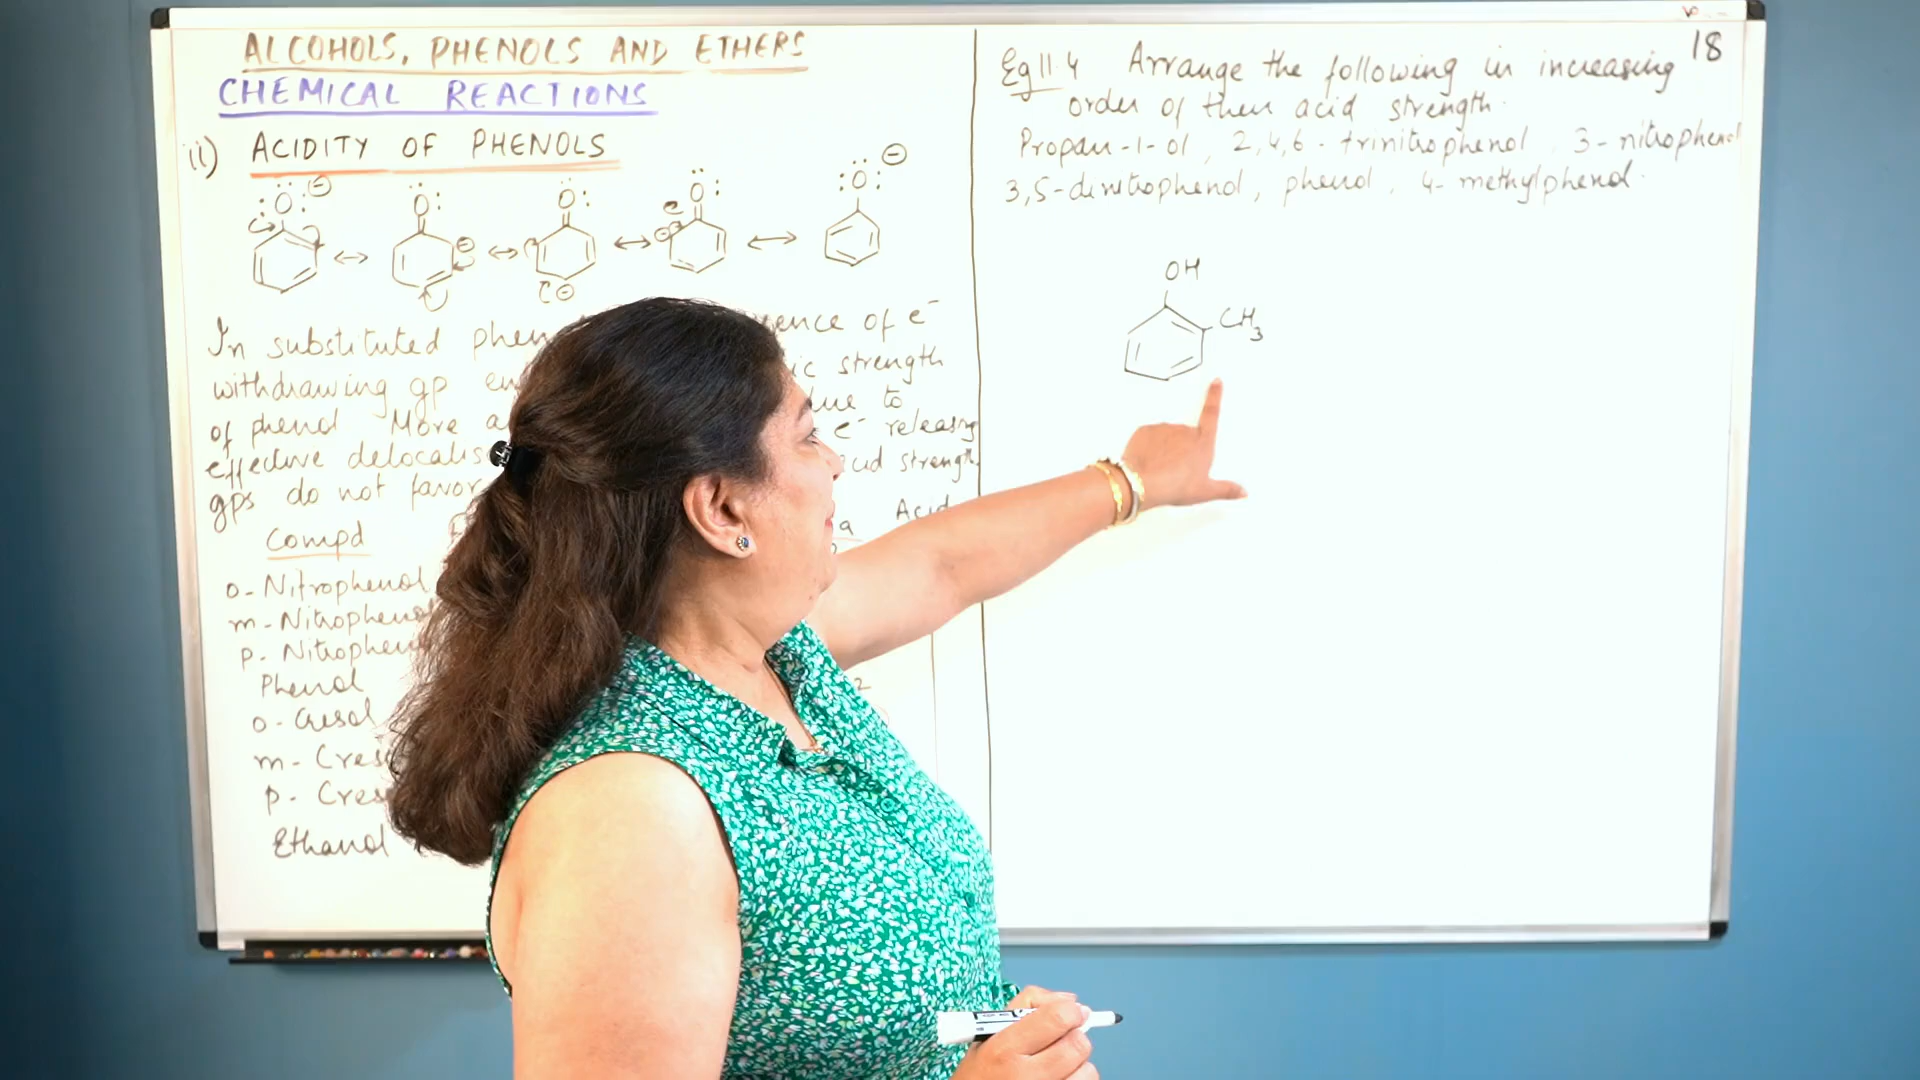 ALCOHOLS, PHENOLS AND ETHERS
CHEMICAL REACTIONS
ii) ACIDITY OF PHENOLS
In substituted phen ence of e⁻
withdrawing gp en ic strength
of phenol More a due to
effective delocalis e⁻ releasing
gps do not favor acid strength.
Compd a Acid
o-Nitrophenol
m-Nitrophenol
p-Nitrophen
Phenol 2
o-Cresol
m-Cres
p-Cres
Ethanol
18
Eg 11.4 Arrange the following in increasing
order of their acid strength.
Propan-1-ol, 2,4,6-trinitrophenol, 3-nitrophenol
3,5-dinitrophenol, phenol, 4-methylphenol.
OH
CH₃